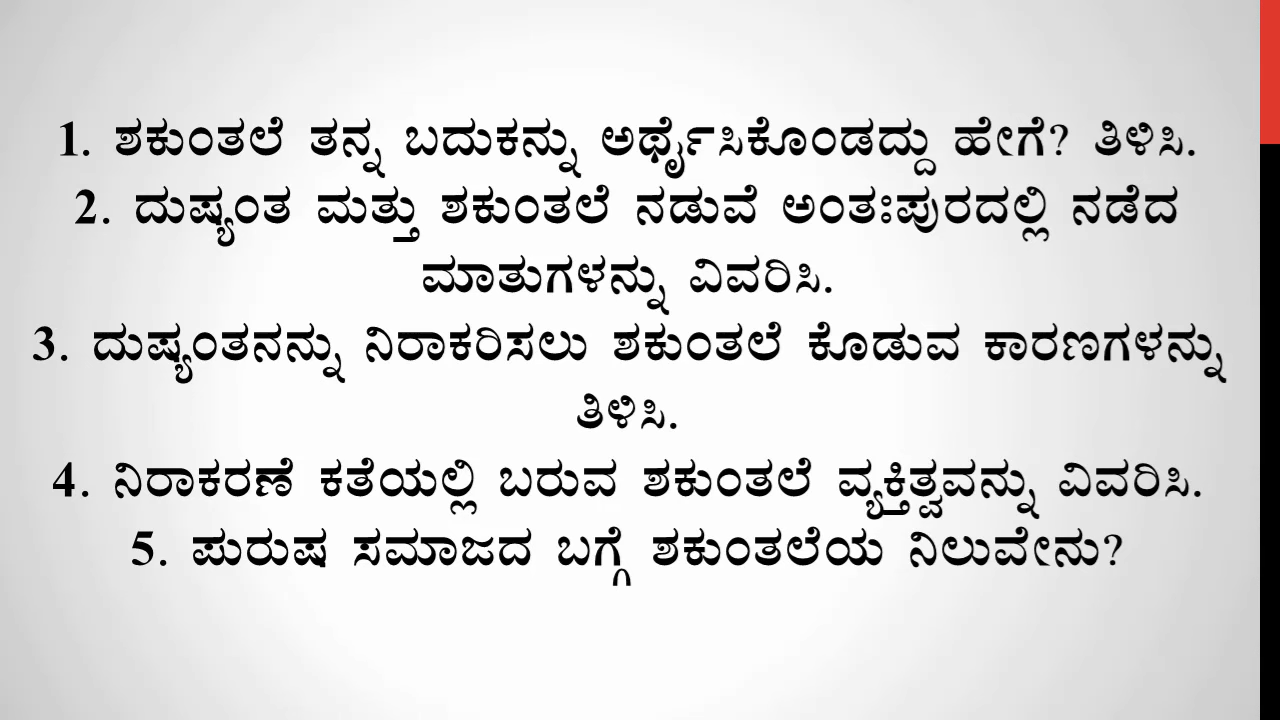 1. ಶಕುಂತಲೆ ತನ್ನ ಬದುಕನ್ನು ಅರ್ಥೈಸಿಕೊಂಡದ್ದು ಹೇಗೆ? ತಿಳಿಸಿ.
2. ದುಷ್ಯಂತ ಮತ್ತು ಶಕುಂತಲೆ ನಡುವೆ ಅಂತಃಪುರದಲ್ಲಿ ನಡೆದ
ಮಾತುಗಳನ್ನು ವಿವರಿಸಿ.
3. ದುಷ್ಯಂತನನ್ನು ನಿರಾಕರಿಸಲು ಶಕುಂತಲೆ ಕೊಡುವ ಕಾರಣಗಳನ್ನು
ತಿಳಿಸಿ.
4. ನಿರಾಕರಣೆ ಕತೆಯಲ್ಲಿ ಬರುವ ಶಕುಂತಲೆ ವ್ಯಕ್ತಿತ್ವವನ್ನು ವಿವರಿಸಿ.
5. ಪುರುಷ ಸಮಾಜದ ಬಗ್ಗೆ ಶಕುಂತಲೆಯ ನಿಲುವೇನು?